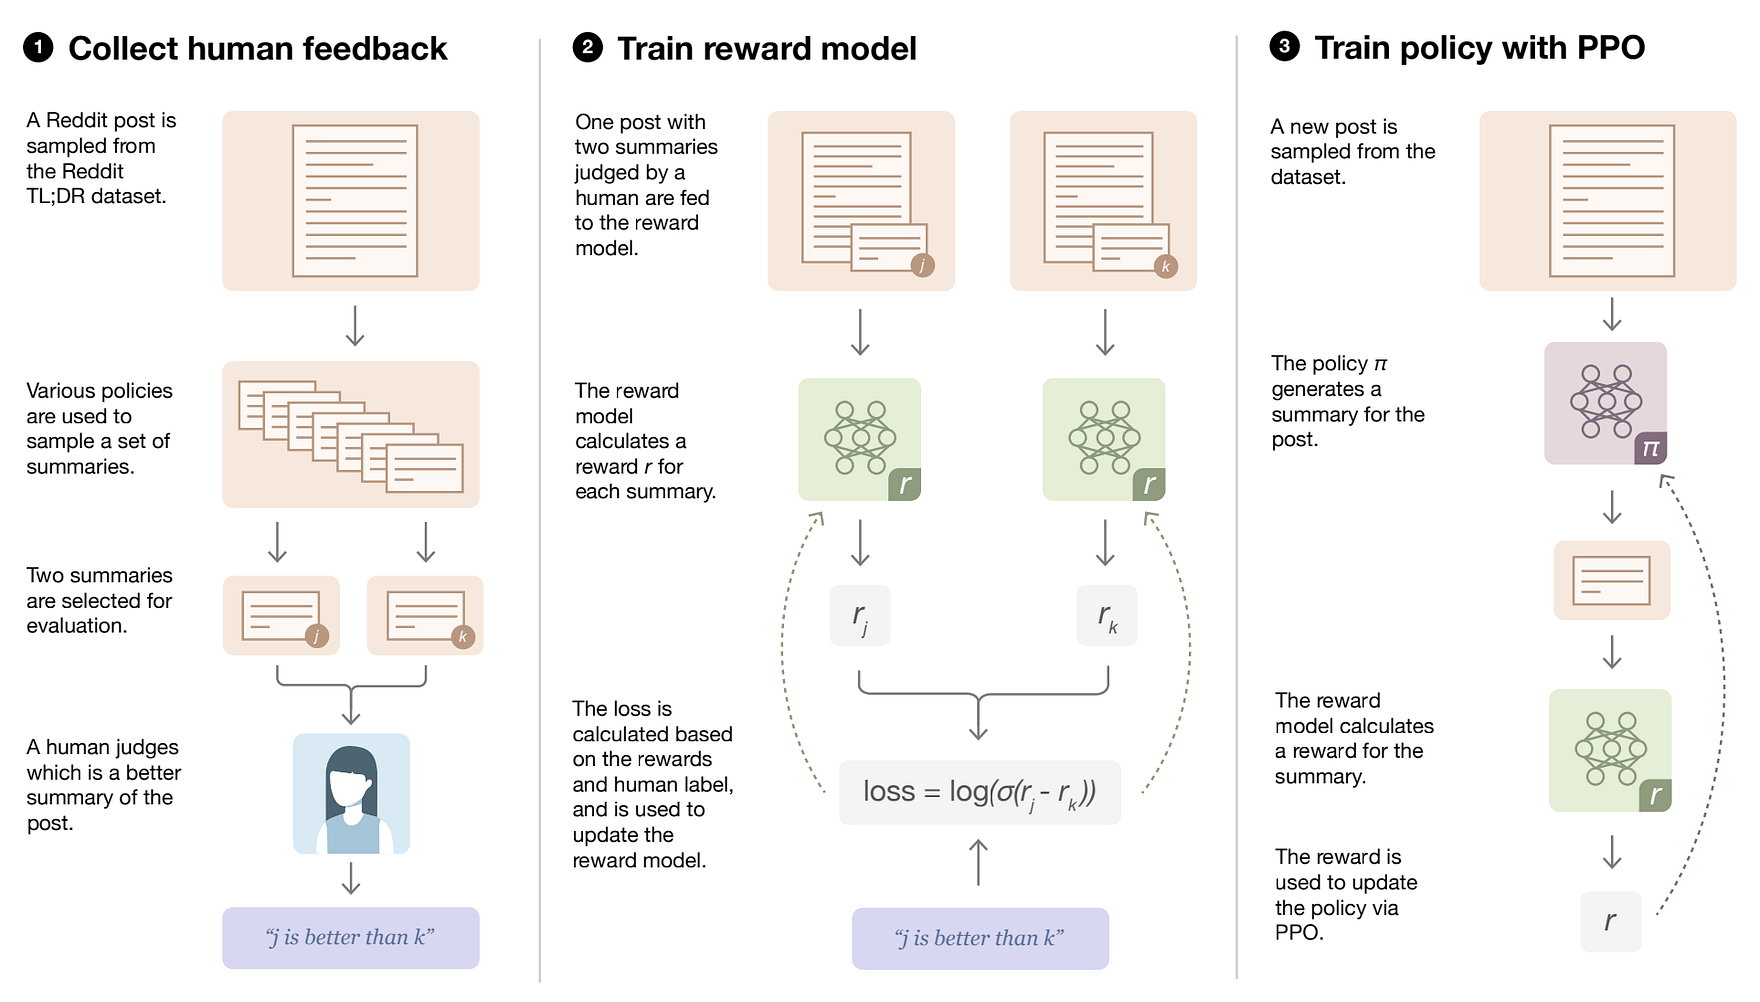 1 Collect human feedback
A Reddit post is
sampled from
the Reddit
TL;DR dataset.
Various policies
are used to
sample a set of
summaries.
Two summaries
are selected for
evaluation.
j
k
A human judges
which is a better
summary of the
post.
“j is better than k”
2 Train reward model
One post with
two summaries
judged by a
human are fed
to the reward
model.
j
k
The reward
model
calculates a
reward r for
each summary.
r
r
r_j
r_k
The loss is
calculated based
on the rewards
and human label,
and is used to
update the
reward model.
loss = log(σ(r_j - r_k))
“j is better than k”
3 Train policy with PPO
A new post is
sampled from the
dataset.
The policy π
generates a
summary for the
post.
π
The reward
model calculates
a reward for the
summary.
r
The reward is
used to update
the policy via
PPO.
r